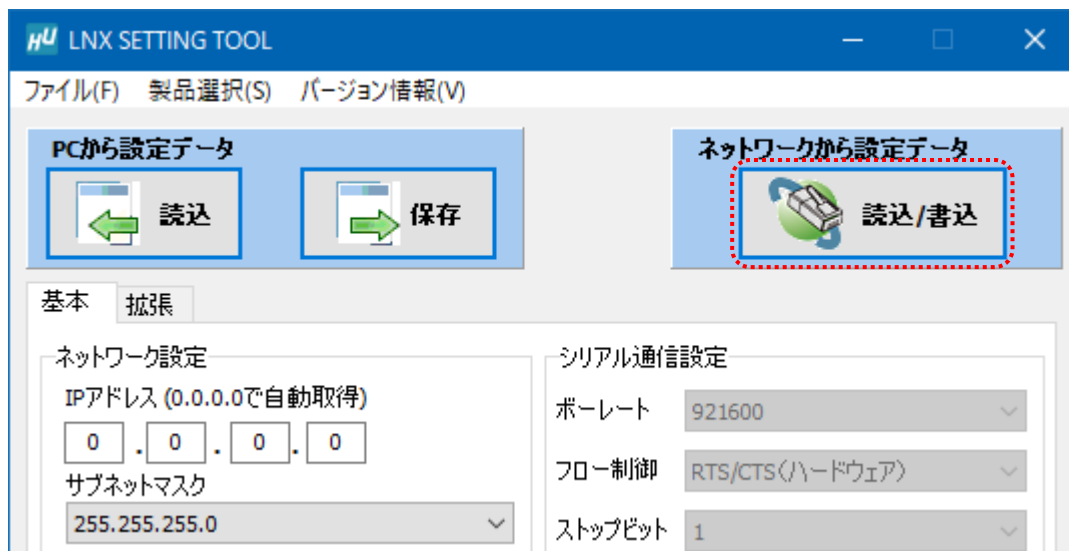 HU LNX SETTING TOOL
ファイル(F) 製品選択(S) バージョン情報(V)
PCから設定データ
読込
保存
ネットワークから設定データ
読込/書込
基本
拡張
ネットワーク設定
IPアドレス (0.0.0.0で自動取得)
0 . 0 . 0 . 0
サブネットマスク
255.255.255.0
シリアル通信設定
ボーレート 921600
フロー制御 RTS/CTS(ハードウェア)
ストップビット 1